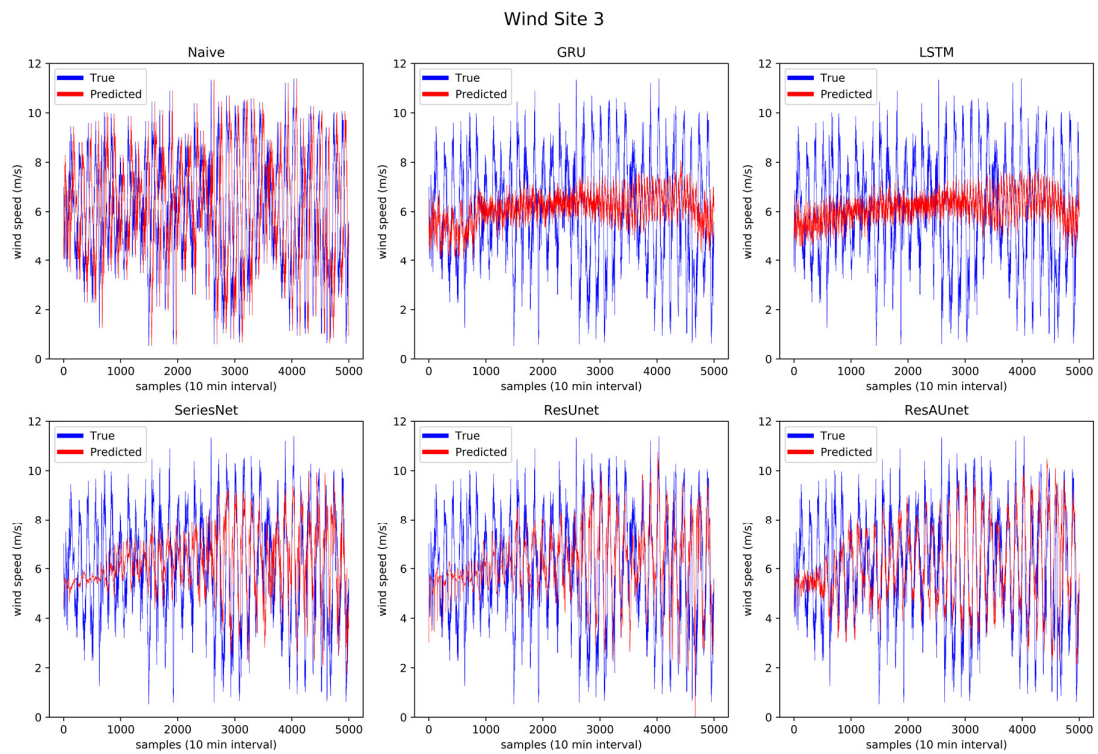 Wind Site 3
Naive
True
Predicted
wind speed (m/s)
12
10
8
6
4
2
0
0 1000 2000 3000 4000 5000
samples (10 min interval)
GRU
True
Predicted
wind speed (m/s)
12
10
8
6
4
2
0
0 1000 2000 3000 4000 5000
samples (10 min interval)
LSTM
True
Predicted
wind speed (m/s)
12
10
8
6
4
2
0
0 1000 2000 3000 4000 5000
samples (10 min interval)
SeriesNet
True
Predicted
wind speed (m/s)
12
10
8
6
4
2
0
0 1000 2000 3000 4000 5000
samples (10 min interval)
ResUnet
True
Predicted
wind speed (m/s)
12
10
8
6
4
2
0
0 1000 2000 3000 4000 5000
samples (10 min interval)
ResAUnet
True
Predicted
wind speed (m/s)
12
10
8
6
4
2
0
0 1000 2000 3000 4000 5000
samples (10 min interval)